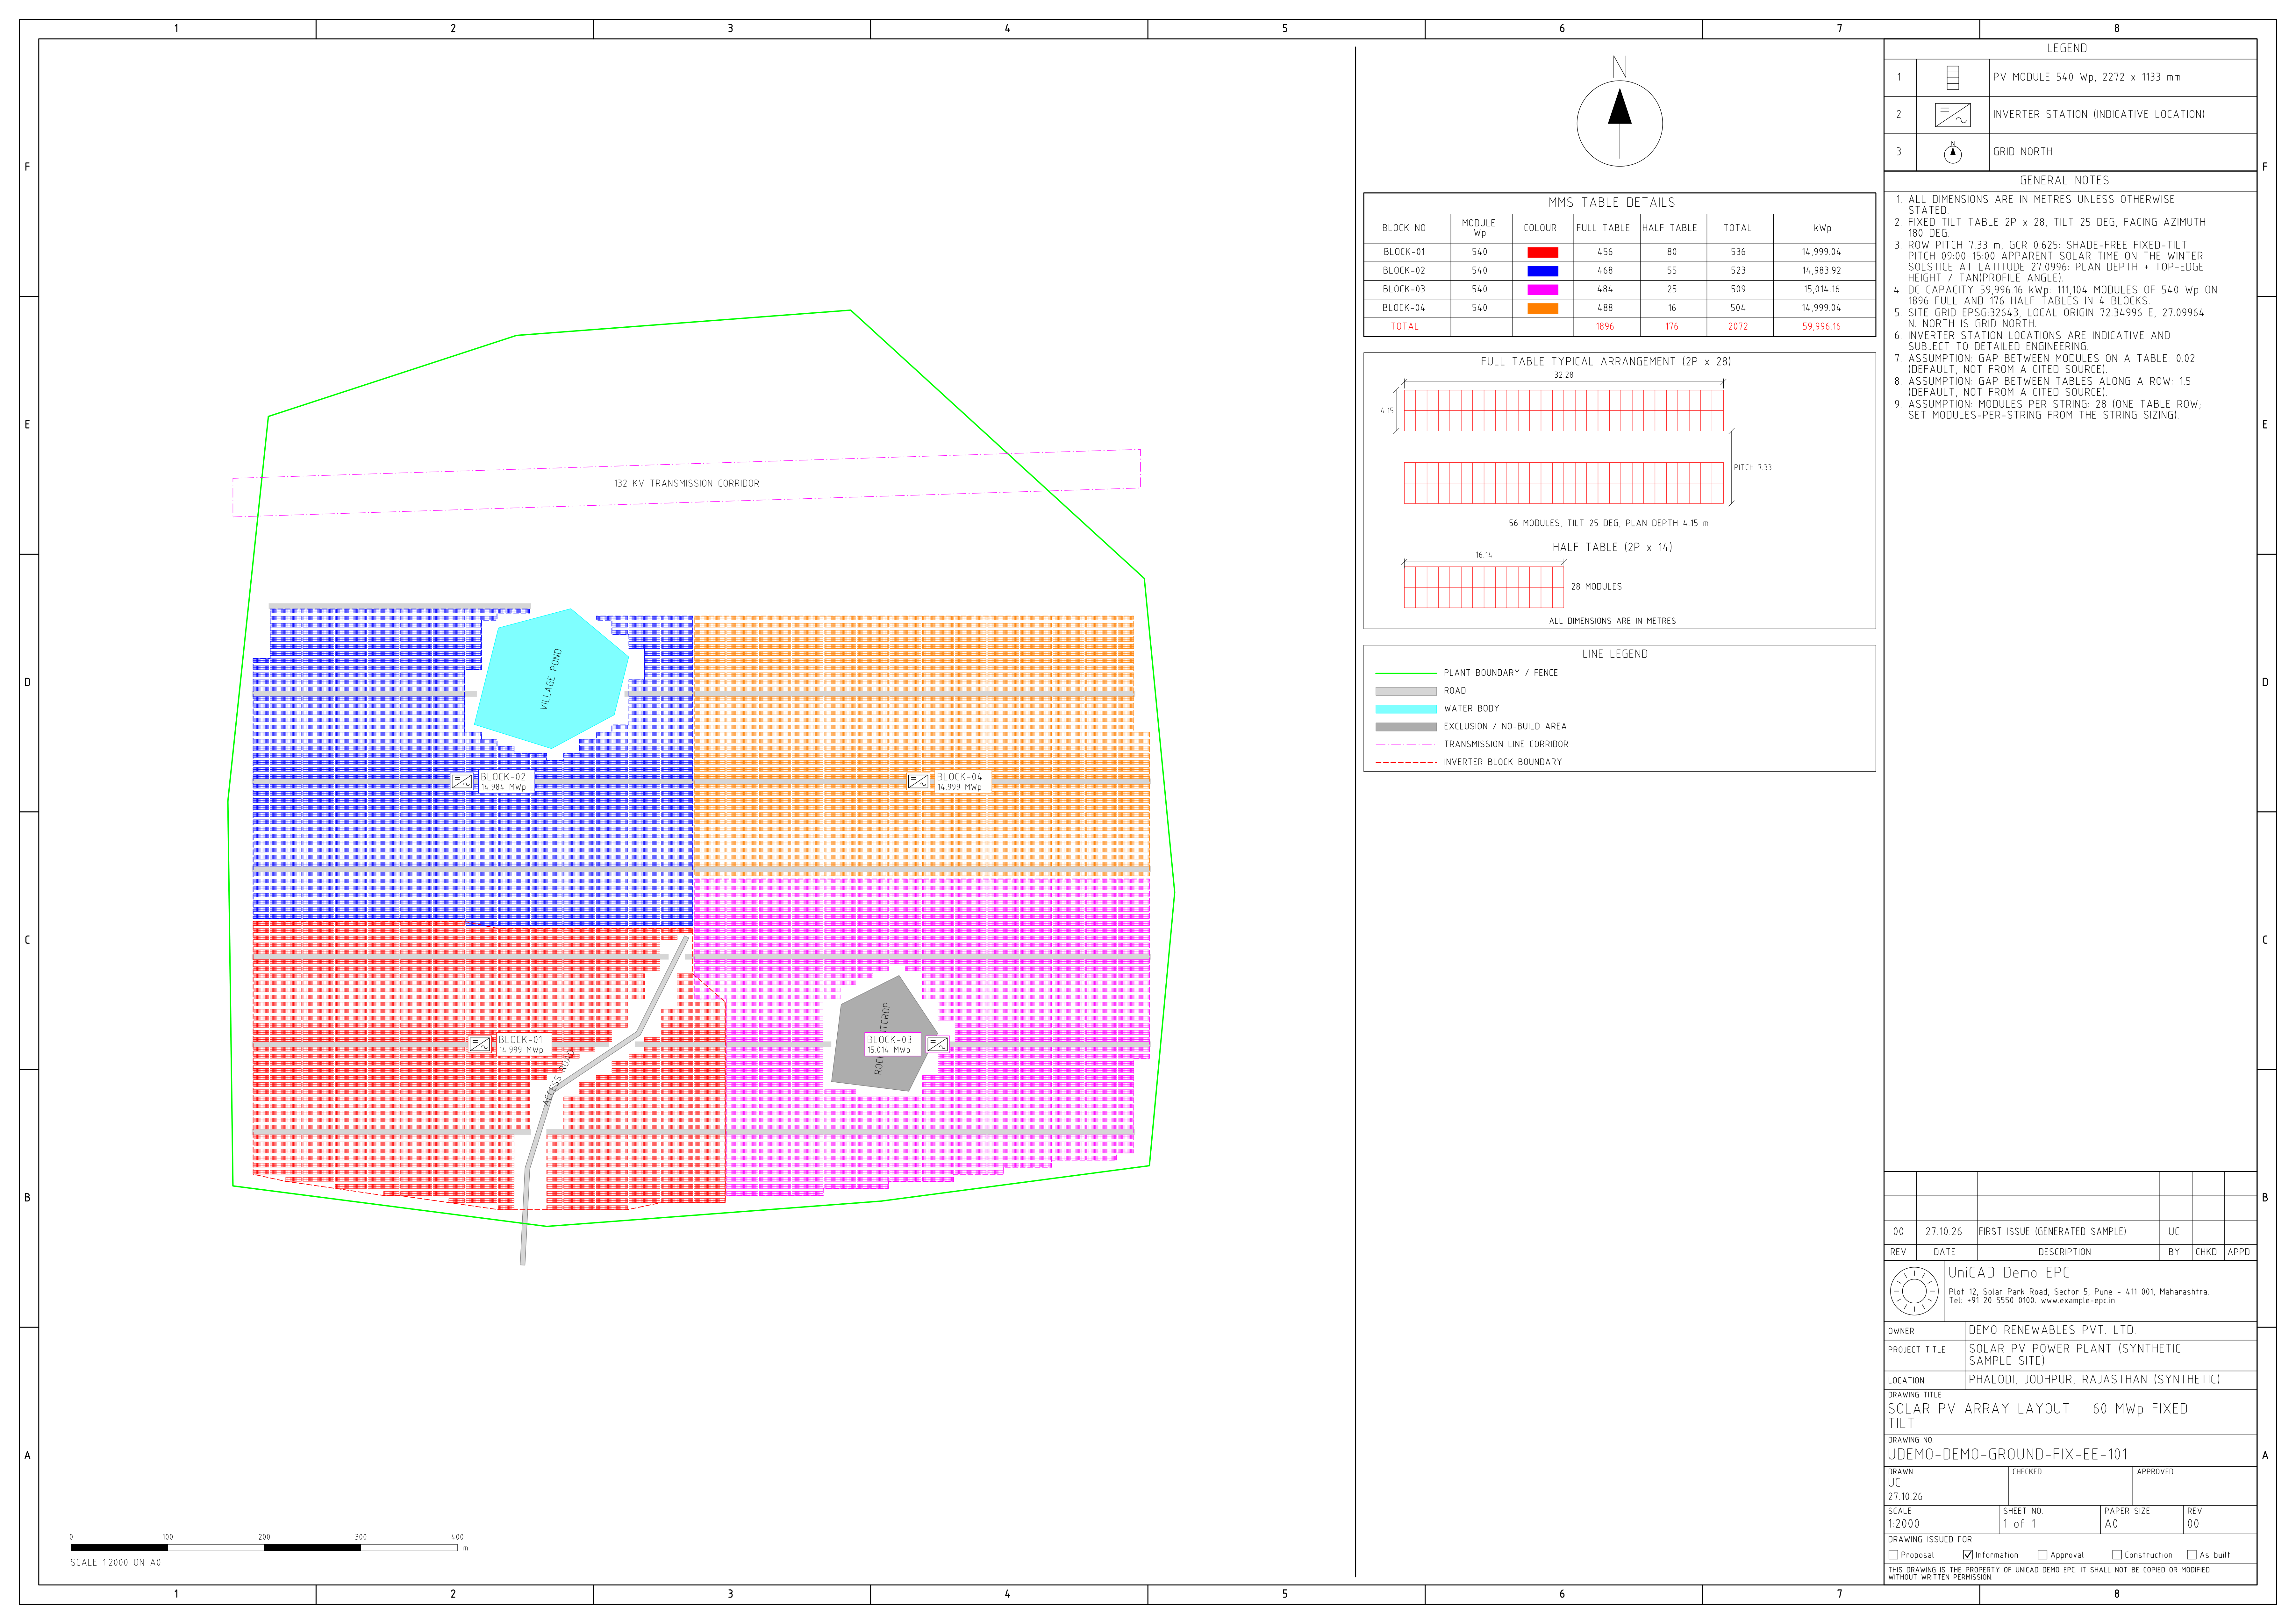 1 2 3 4 5 6 7 8
F
E
D
C
B
A
N
132 KV TRANSMISSION CORRIDOR
VILLAGE POND
BLOCK-02
14.984 MWp
BLOCK-04
14.999 MWp
BLOCK-01
14.999 MWp
ACCESS ROAD
BLOCK-03
15.014 MWp
0 100 200 300 400
m
SCALE 1:2000 ON A0
MMS TABLE DETAILS
BLOCK NO MODULE Wp COLOUR FULL TABLE HALF TABLE TOTAL kWp
BLOCK-01 540 456 80 536 14,999.04
BLOCK-02 540 468 55 523 14,983.92
BLOCK-03 540 484 25 509 15,014.16
BLOCK-04 540 488 16 504 14,999.04
TOTAL 1896 176 2072 59,996.16
FULL TABLE TYPICAL ARRANGEMENT (2P x 28)
32.28
4.15
PITCH 7.33
56 MODULES, TILT 25 DEG, PLAN DEPTH 4.15 m
HALF TABLE (2P x 14)
16.14
28 MODULES
ALL DIMENSIONS ARE IN METRES
LINE LEGEND
PLANT BOUNDARY / FENCE
ROAD
WATER BODY
EXCLUSION / NO-BUILD AREA
TRANSMISSION LINE CORRIDOR
INVERTER BLOCK BOUNDARY
LEGEND
1 PV MODULE 540 Wp, 2272 x 1133 mm
2 INVERTER STATION (INDICATIVE LOCATION)
3 N GRID NORTH
GENERAL NOTES
1. ALL DIMENSIONS ARE IN METRES UNLESS OTHERWISE
STATED.
2. FIXED TILT TABLE 2P x 28, TILT 25 DEG, FACING AZIMUTH
180 DEG.
3. ROW PITCH 7.33 m, GCR 0.625: SHADE-FREE FIXED-TILT
PITCH 09:00-15:00 APPARENT SOLAR TIME ON THE WINTER
SOLSTICE AT LATITUDE 27.0996: PLAN DEPTH + TOP-EDGE
HEIGHT / TAN(PROFILE ANGLE).
4. DC CAPACITY 59,996.16 kWp: 111,104 MODULES OF 540 Wp ON
1896 FULL AND 176 HALF TABLES IN 4 BLOCKS.
5. SITE GRID EPSG:32643, LOCAL ORIGIN 72.34996 E, 27.09964
N. NORTH IS GRID NORTH.
6. INVERTER STATION LOCATIONS ARE INDICATIVE AND
SUBJECT TO DETAILED ENGINEERING.
7. ASSUMPTION: GAP BETWEEN MODULES ON A TABLE: 0.02
(DEFAULT, NOT FROM A CITED SOURCE).
8. ASSUMPTION: GAP BETWEEN TABLES ALONG A ROW: 1.5
(DEFAULT, NOT FROM A CITED SOURCE).
9. ASSUMPTION: MODULES PER STRING: 28 (ONE TABLE ROW;
SET MODULES-PER-STRING FROM THE STRING SIZING).
00 27.10.26 FIRST ISSUE (GENERATED SAMPLE) UC
REV DATE DESCRIPTION BY CHKD APPD
UniCAD Demo EPC
Plot 12, Solar Park Road, Sector 5, Pune - 411 001, Maharashtra.
Tel: +91 20 5550 0100. www.example-epc.in
OWNER DEMO RENEWABLES PVT. LTD.
PROJECT TITLE SOLAR PV POWER PLANT (SYNTHETIC
SAMPLE SITE)
LOCATION PHALODI, JODHPUR, RAJASTHAN (SYNTHETIC)
DRAWING TITLE
SOLAR PV ARRAY LAYOUT - 60 MWp FIXED
TILT
DRAWING NO.
UDEMO-DEMO-GROUND-FIX-EE-101
DRAWN CHECKED APPROVED
UC
27.10.26
SCALE SHEET NO. PAPER SIZE REV
1:2000 1 of 1 A0 00
DRAWING ISSUED FOR
Proposal Information Approval Construction As built
THIS DRAWING IS THE PROPERTY OF UNICAD DEMO EPC. IT SHALL NOT BE COPIED OR MODIFIED
WITHOUT WRITTEN PERMISSION.
F
E
C
B
A
1 2 3 4 5 6 7 8